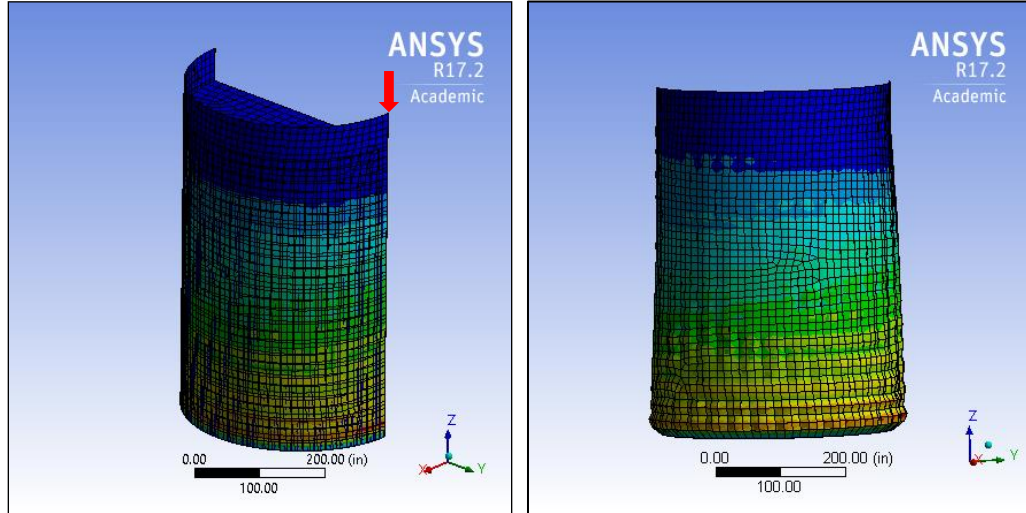 ANSYS
R17.2
Academic
0.00
200.00 (in)
100.00
Z
X
Y
ANSYS
R17.2
Academic
0.00
200.00 (in)
100.00
Z
X
Y